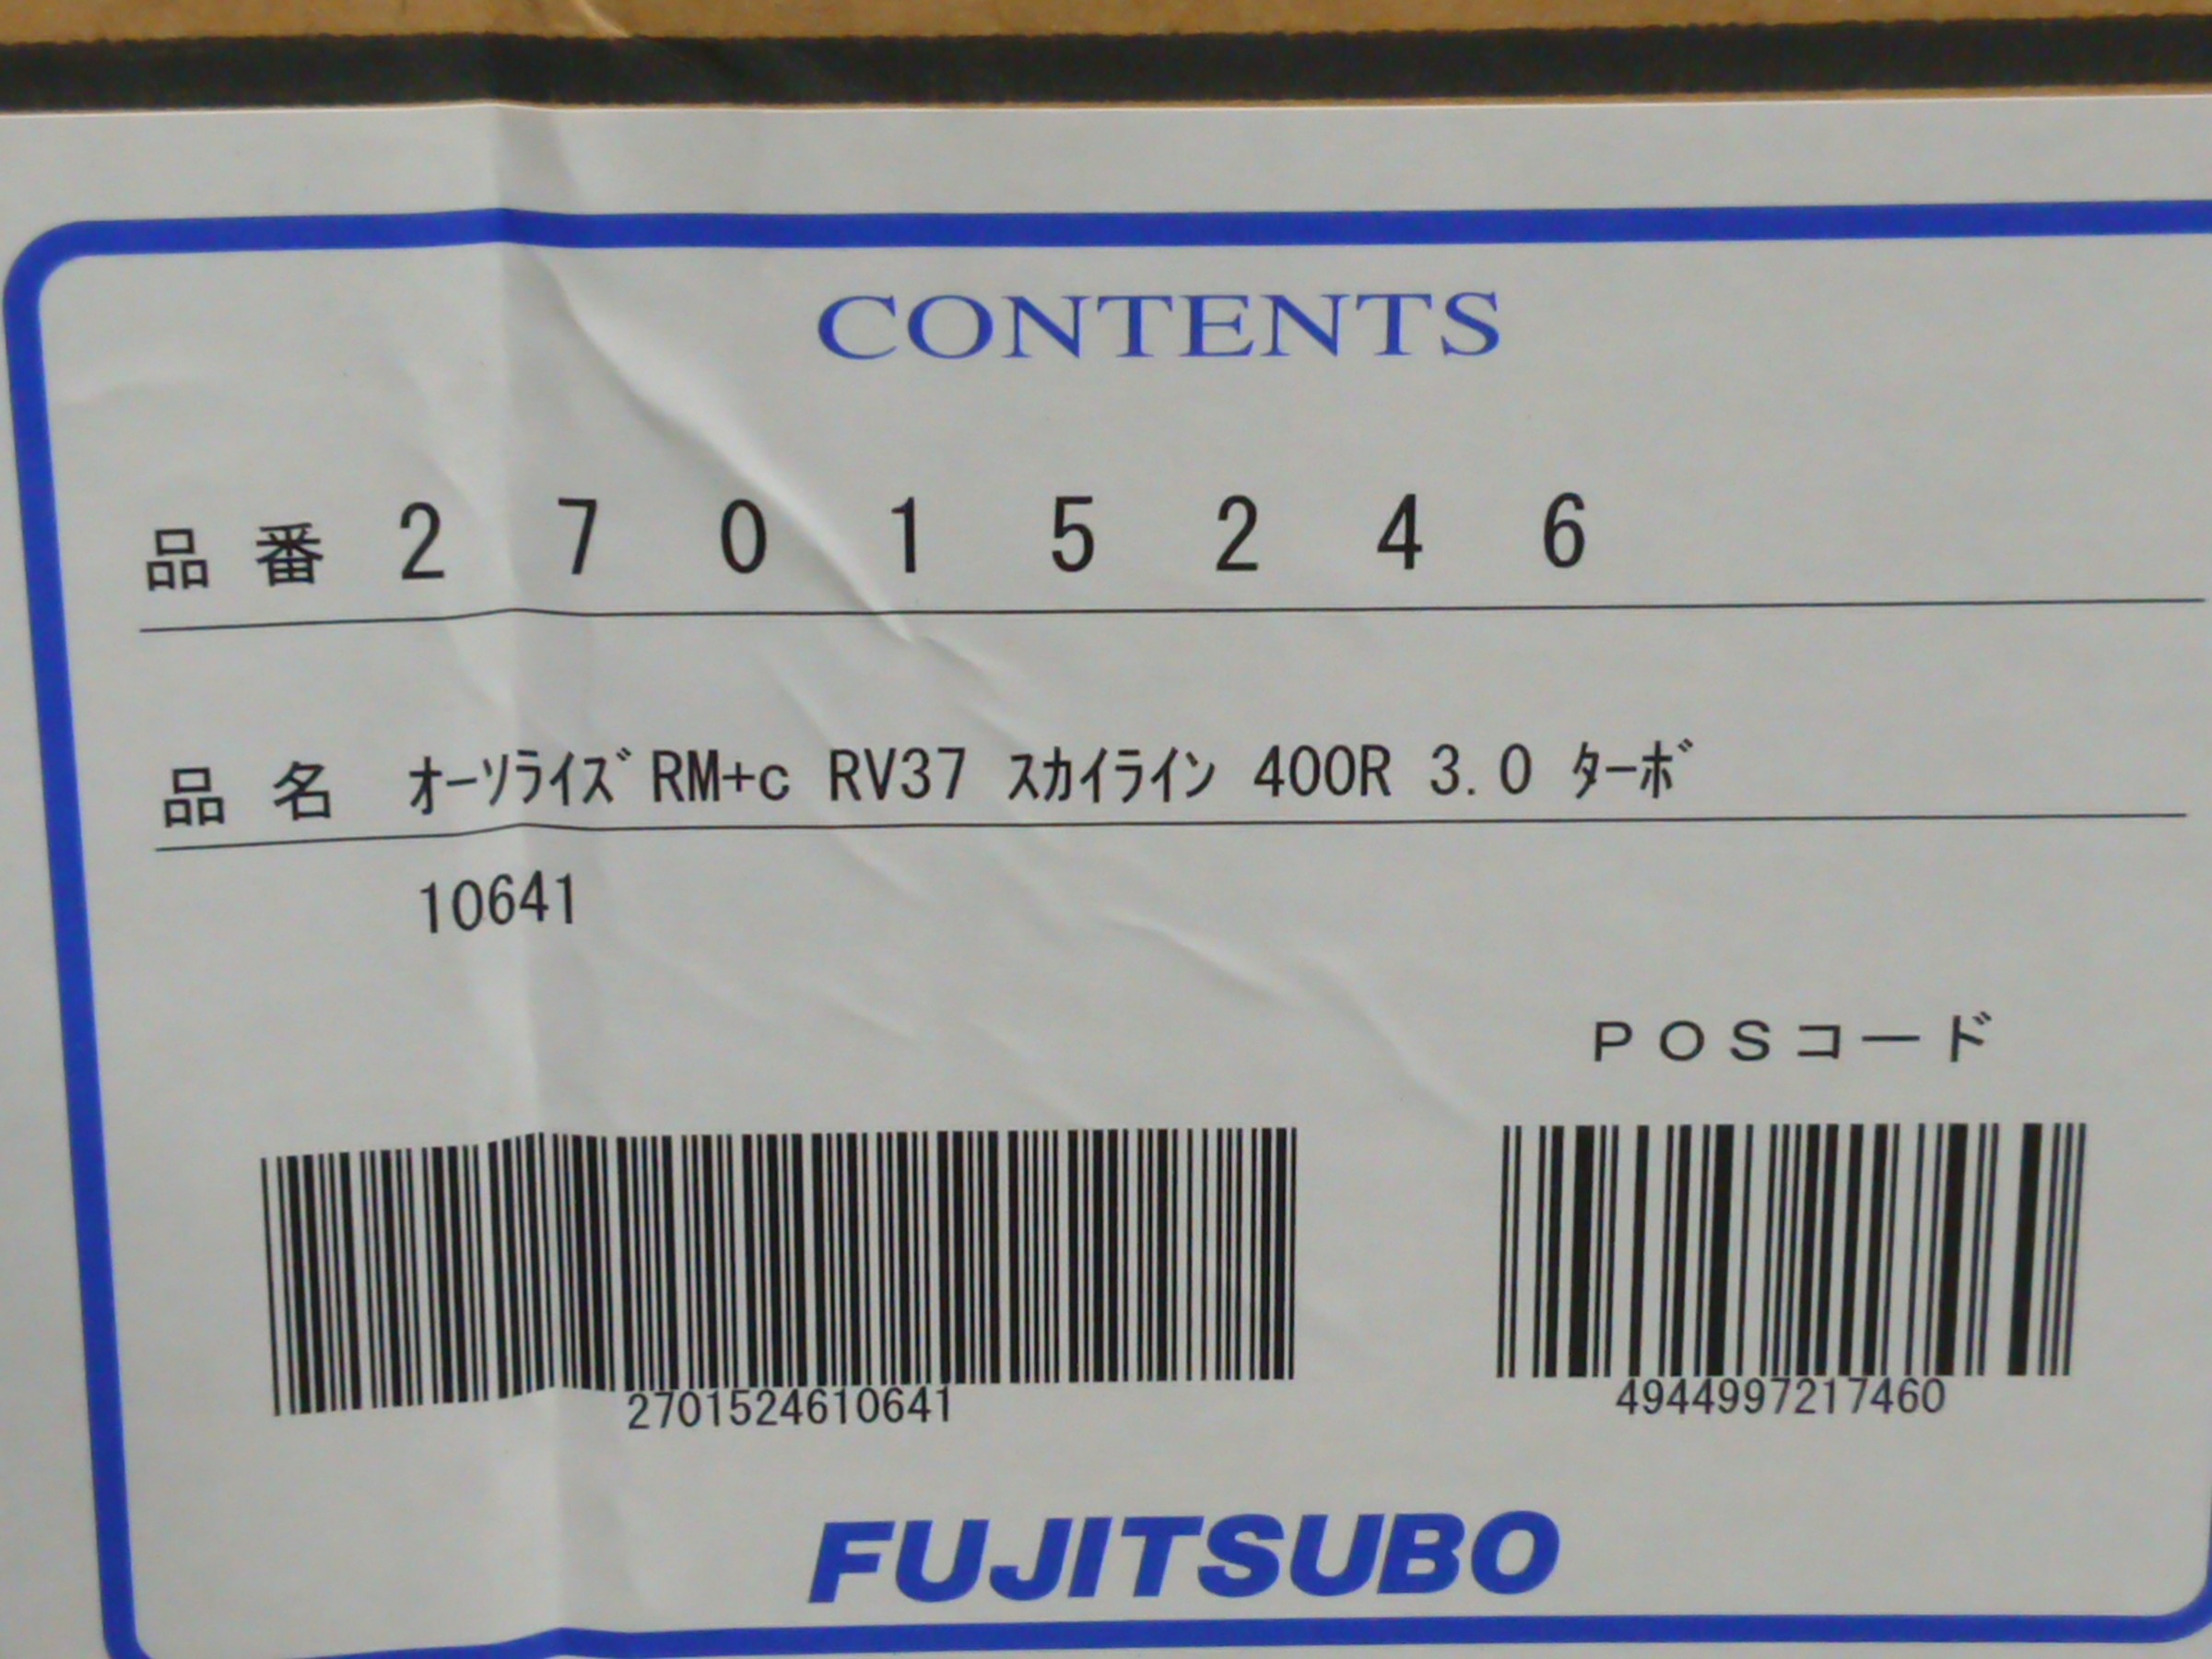 CONTENTS
品番 2 7 0 1 5 2 4 6
品名 ｵｰｿﾗｲｽﾞRM+c RV37 ｽｶｲﾗｲﾝ 400R 3.0 ﾀｰﾎﾞ
10641
ＰＯＳコード
2701524610641
4944997217460
FUJITSUBO